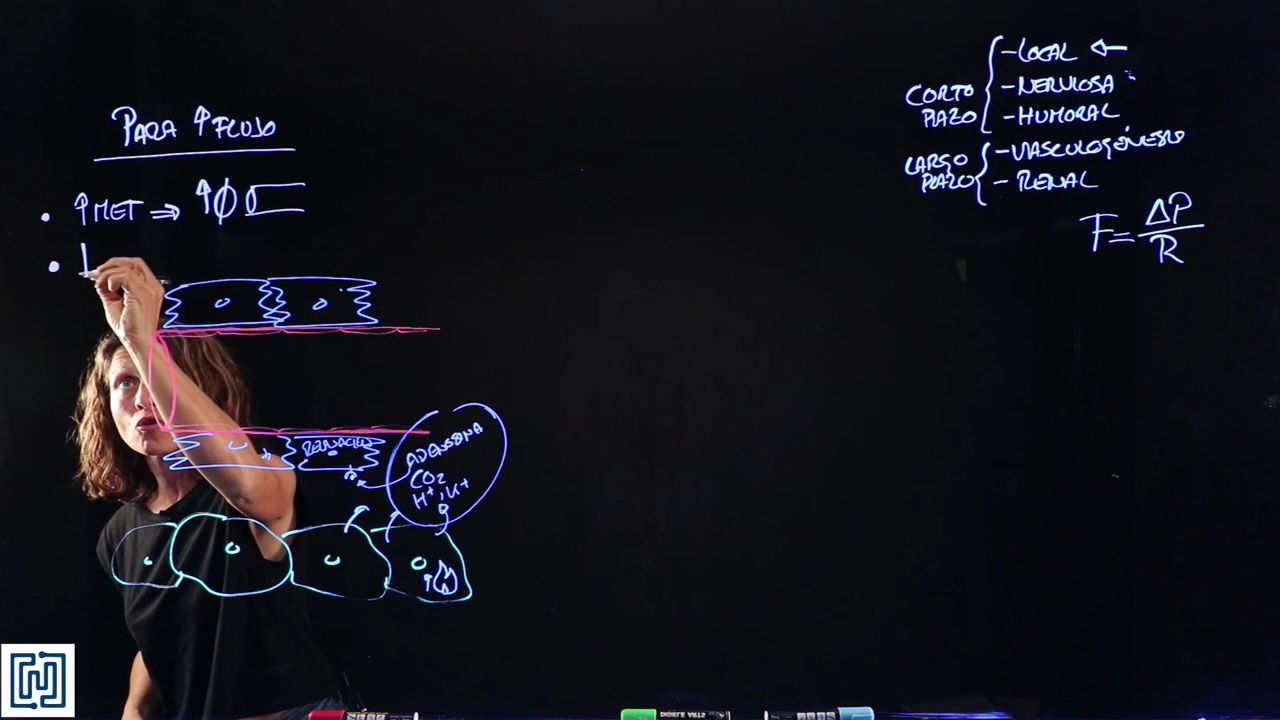 PARA ↑ FLUJO
• ↑ MET ⇒ ↑ ∅
•
CORTO PLAZO
- LOCAL ←
- NERVIOSA
- HUMORAL
LARGO PLAZO
- VASCULOGÉNESIS
- RENAL
F = ΔP / R
ADENOSINA
CO2
H+, K+